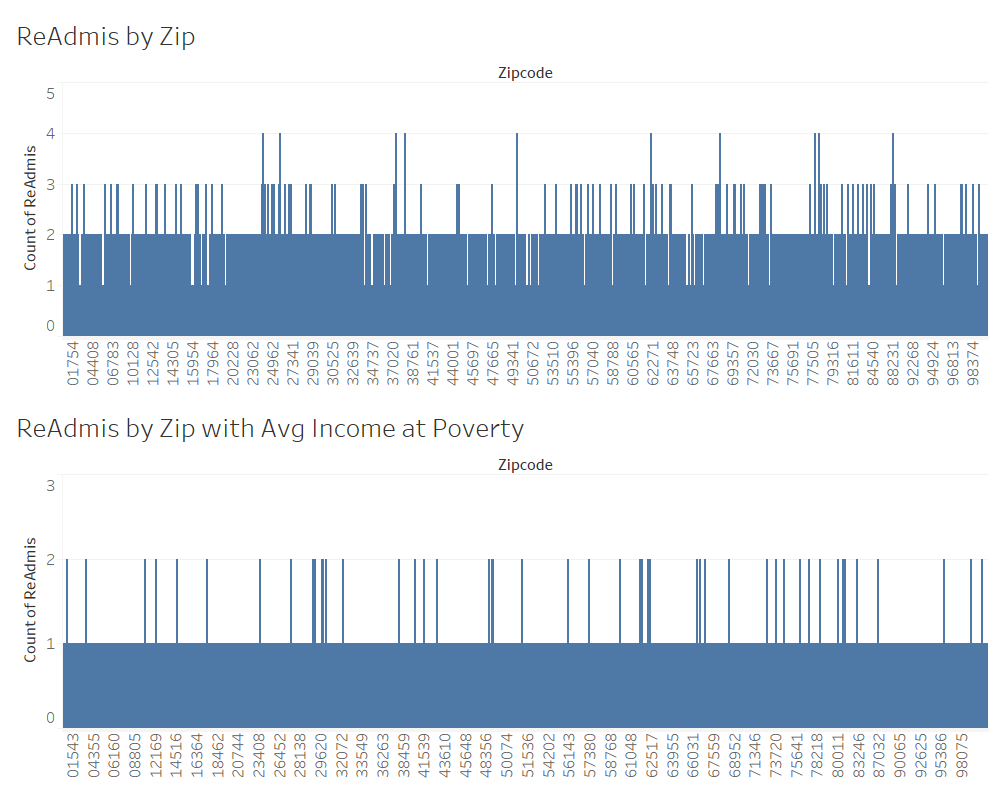 ReAdmis by Zip
Zipcode
Count of ReAdmis
5
4
3
2
1
0
01754 04408 06783 10128 12542 14305 15954 17964 20228 23062 24962 27341 29039 30525 32639 34737 37020 38761 41537 44001 45697 47665 49341 50672 53510 55396 57040 58788 60565 62271 63748 65723 67663 69357 72030 73667 75691 77505 79316 81611 84540 88231 92268 94924 96813 98374
ReAdmis by Zip with Avg Income at Poverty
Zipcode
Count of ReAdmis
3
2
1
0
01543 04355 06160 08805 12169 14516 16364 18462 20744 23408 26452 28138 29620 32072 33549 36263 38459 41539 43610 45648 48356 50074 51536 54202 56143 57380 58768 61048 62517 63955 66031 67559 68952 71346 73720 75641 78218 80011 83246 87032 90065 92625 95386 98075